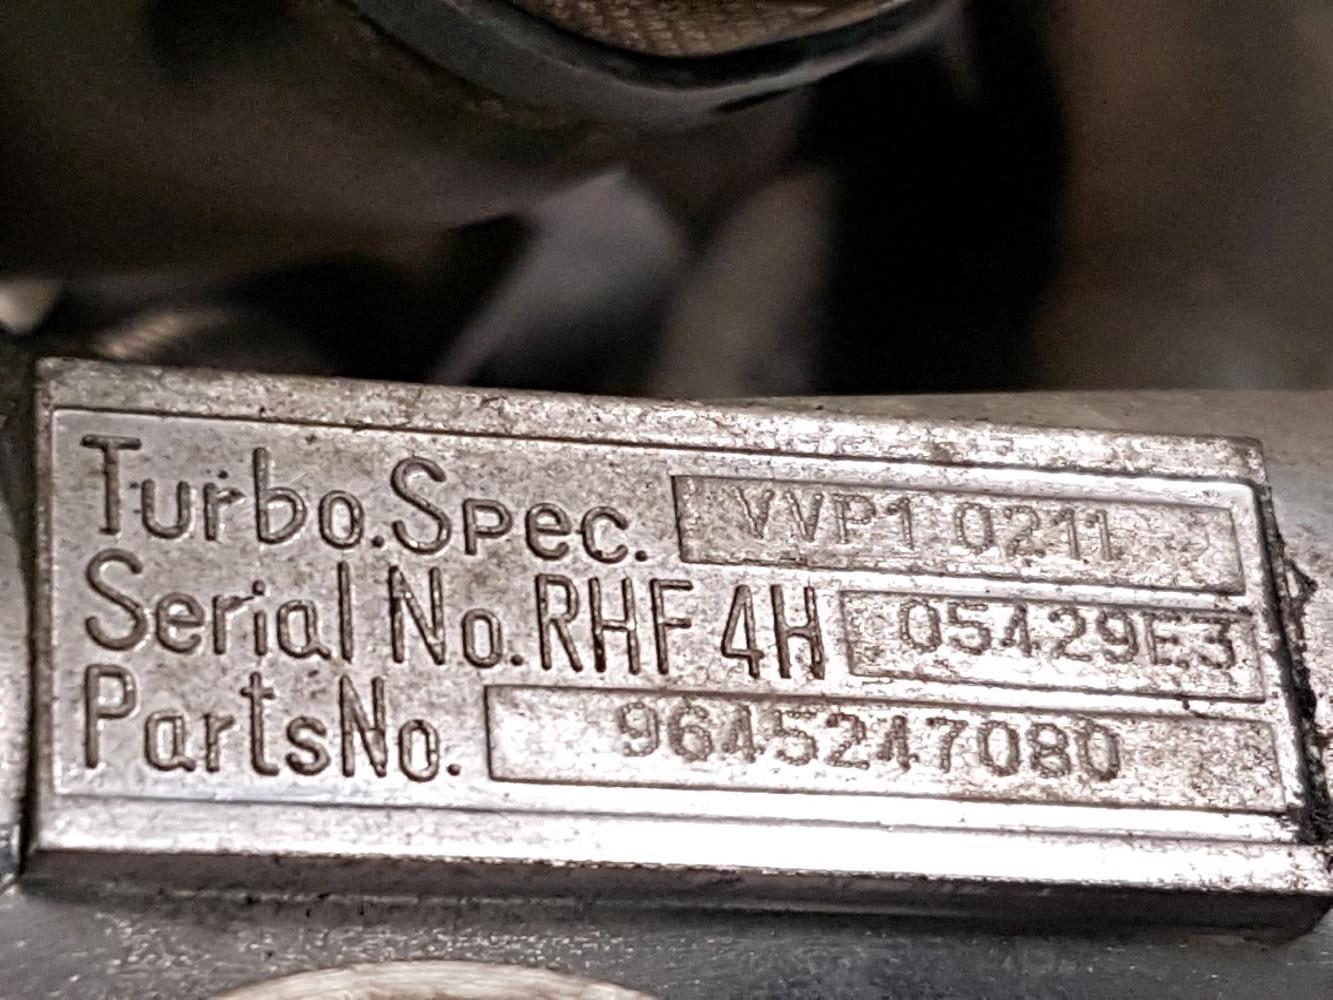 Turbo.Spec. VVP1 0211
Serial No.RHF 4H 05429E3
PartsNo. 9645247080